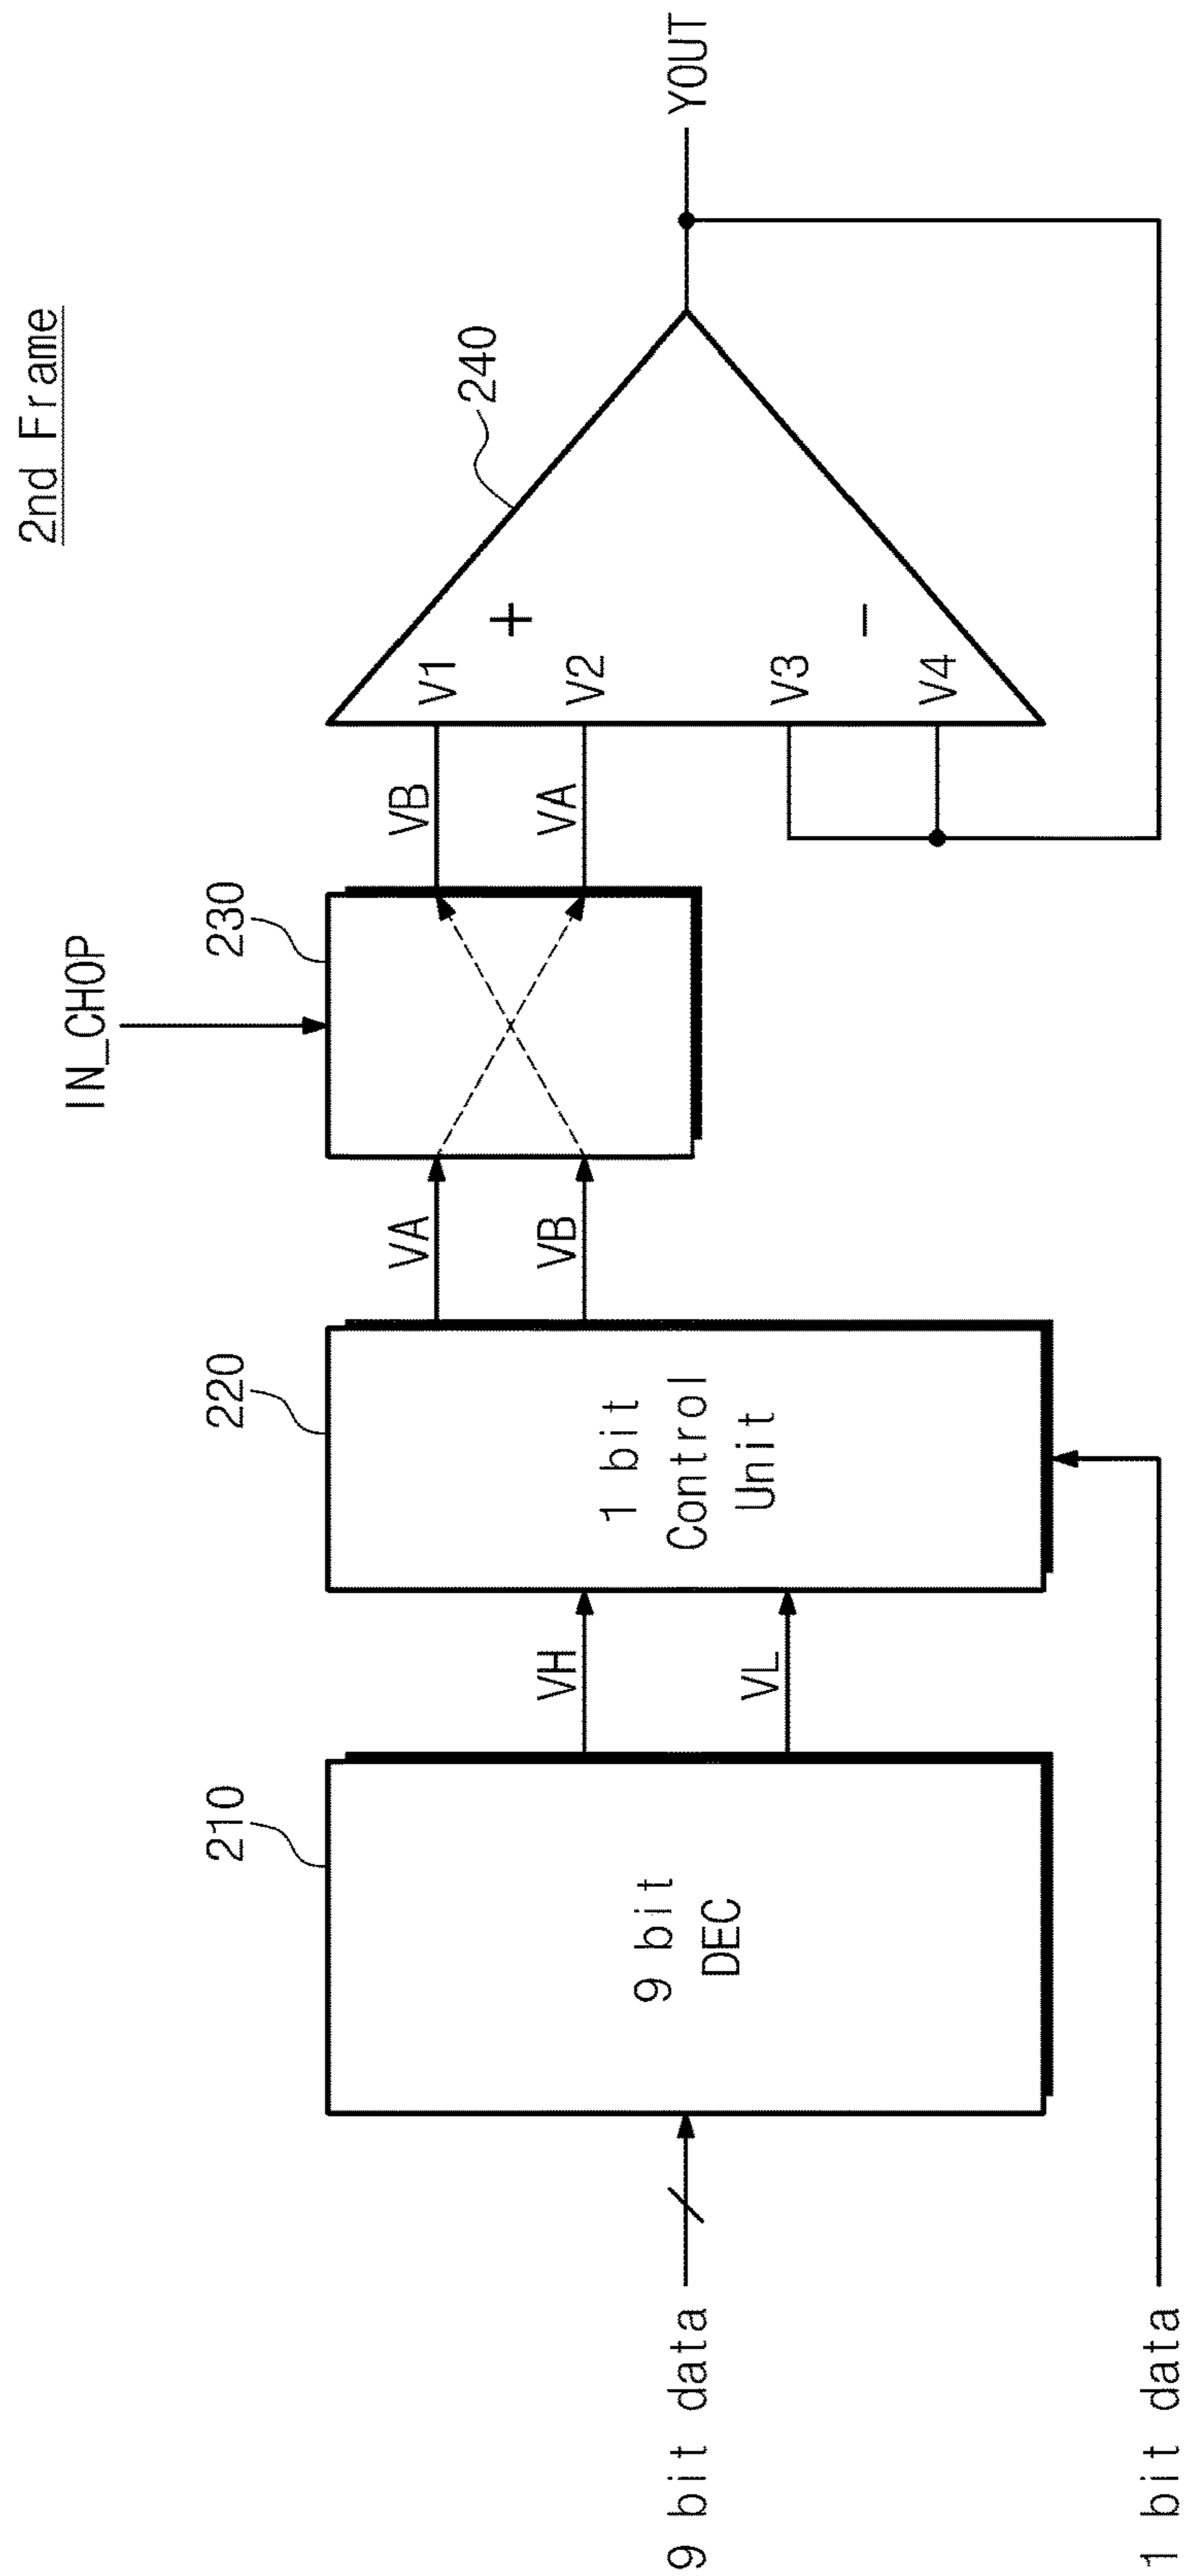 2nd Frame
IN_CHOP
210
220
230
240
9 bit data
9 bit
DEC
VH
VL
1 bit
Control
Unit
VA
VB
VB
VA
V1
V2
V3
V4
+
−
YOUT
1 bit data